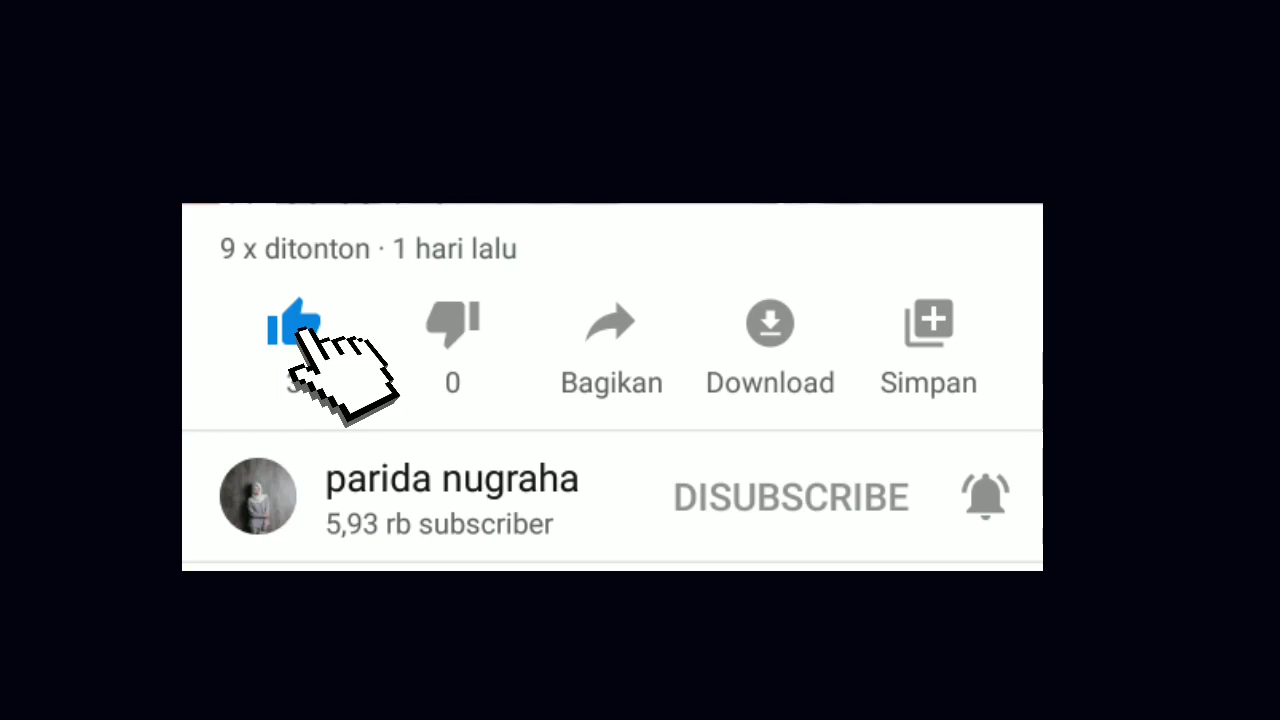 9 x ditonton · 1 hari lalu
0 Bagikan Download Simpan
parida nugraha
DISUBSCRIBE
5,93 rb subscriber